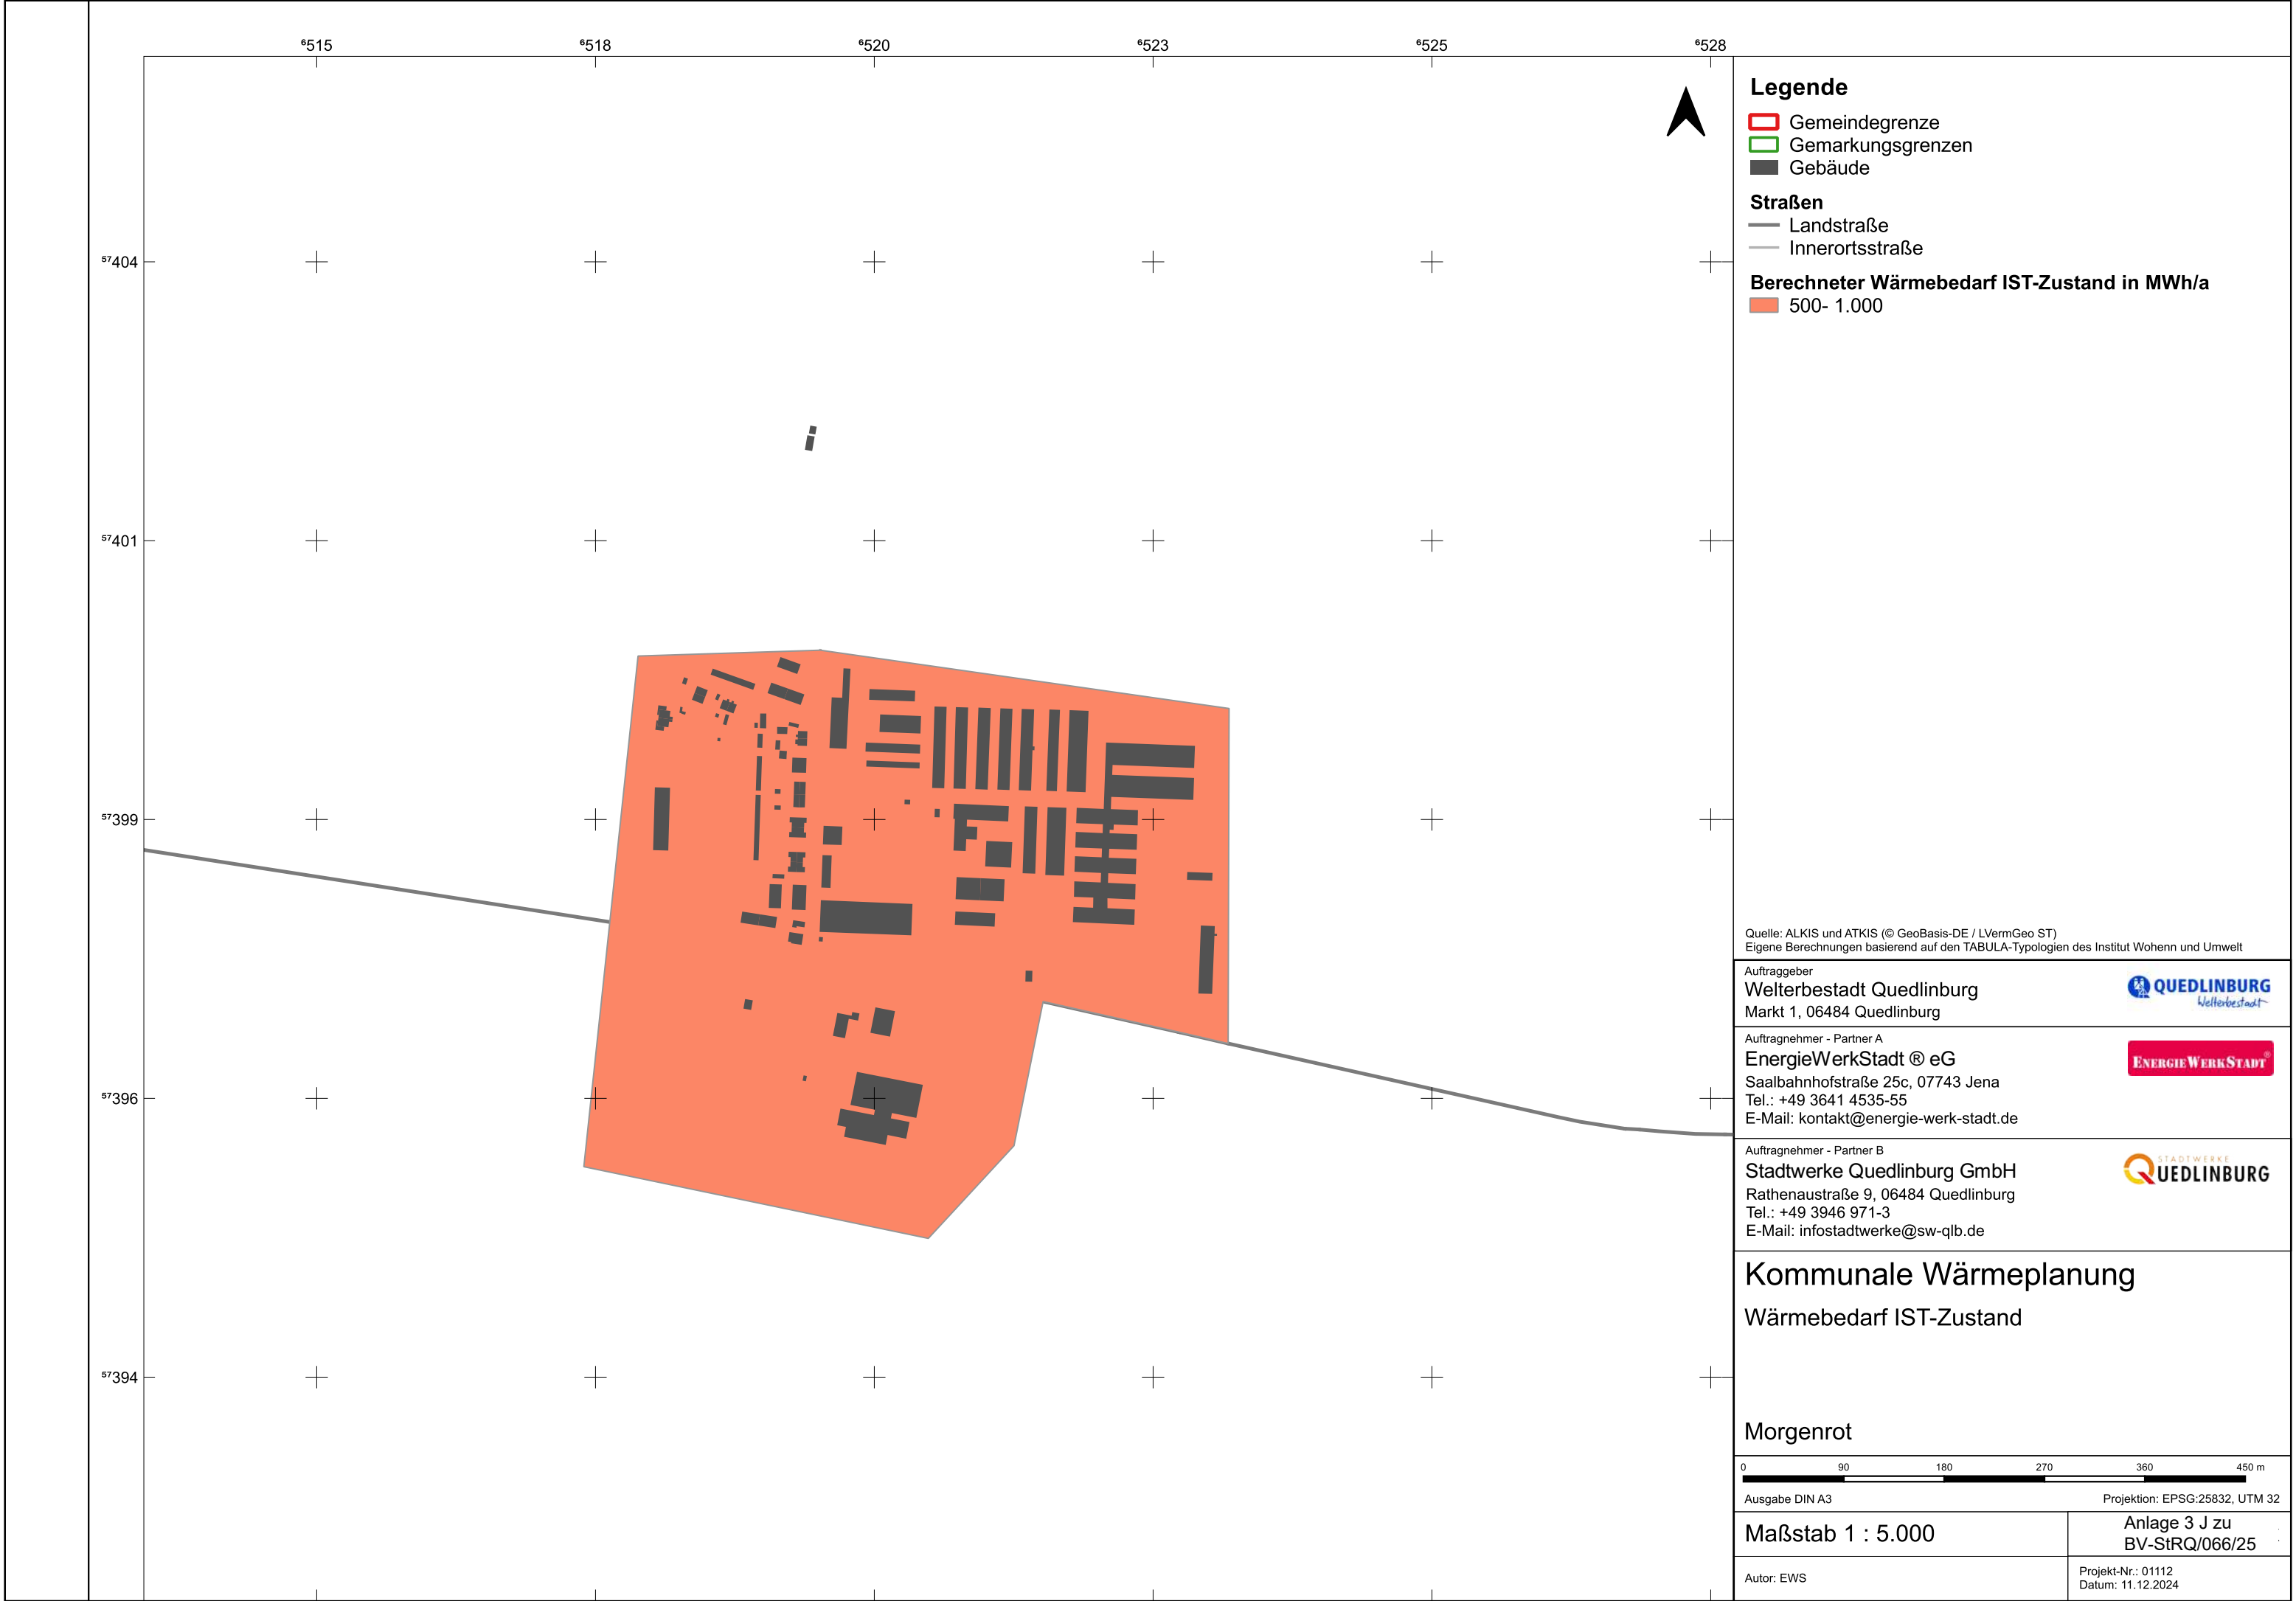 ⁶515 ⁶518 ⁶520 ⁶523 ⁶525 ⁶528
⁵⁷404
⁵⁷401
⁵⁷399
⁵⁷396
⁵⁷394
Legende
Gemeindegrenze
Gemarkungsgrenzen
Gebäude
Straßen
Landstraße
Innerortsstraße
Berechneter Wärmebedarf IST-Zustand in MWh/a
500- 1.000
Quelle: ALKIS und ATKIS (© GeoBasis-DE / LVermGeo ST)
Eigene Berechnungen basierend auf den TABULA-Typologien des Institut Wohenn und Umwelt
Auftraggeber
Welterbestadt Quedlinburg
Markt 1, 06484 Quedlinburg
QUEDLINBURG
Welterbestadt
Auftragnehmer - Partner A
EnergieWerkStadt ® eG
Saalbahnhofstraße 25c, 07743 Jena
Tel.: +49 3641 4535-55
E-Mail: kontakt@energie-werk-stadt.de
ENERGIEWERKSTADT®
Auftragnehmer - Partner B
Stadtwerke Quedlinburg GmbH
Rathenaustraße 9, 06484 Quedlinburg
Tel.: +49 3946 971-3
E-Mail: infostadtwerke@sw-qlb.de
STADTWERKE
QUEDLINBURG
Kommunale Wärmeplanung
Wärmebedarf IST-Zustand
Morgenrot
0 90 180 270 360 450 m
Ausgabe DIN A3 Projektion: EPSG:25832, UTM 32
Maßstab 1 : 5.000
Anlage 3 J zu
BV-StRQ/066/25
Autor: EWS
Projekt-Nr.: 01112
Datum: 11.12.2024